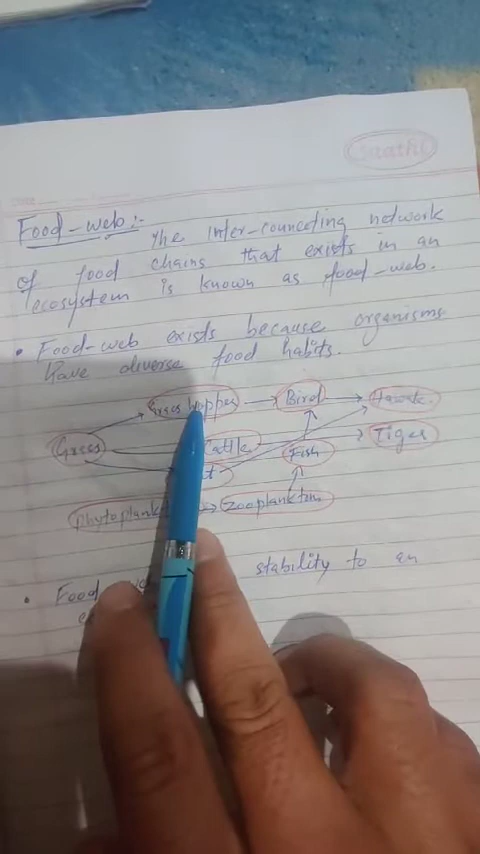 Saathi
Food-web:-
The inter-connecting network
of food chains that exists in an
ecosystem is known as food-web.
• Food-web exists because organisms
have diverse food habits.
Grasshopper → Bird → Hawk
Grass Cattle → Tiger
Fish
Phytoplank → Zooplankton
• Food stability to an